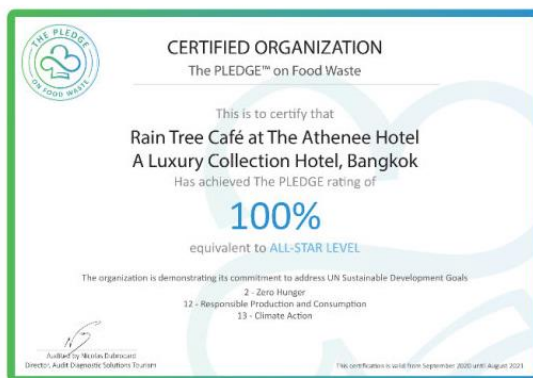 THE PLEDGE
ON FOOD WASTE
CERTIFIED ORGANIZATION
The PLEDGE™ on Food Waste
This is to certify that
Rain Tree Café at The Athenee Hotel
A Luxury Collection Hotel, Bangkok
Has achieved The PLEDGE rating of
100%
equivalent to ALL-STAR LEVEL
The organization is demonstrating its commitment to address UN Sustainable Development Goals
2 - Zero Hunger
12 - Responsible Production and Consumption
13 - Climate Action
Audited by Nicolas Dubrocard
Director, Audit Diagnostic Solutions Tourism
This certification is valid from September 2020 until August 2021